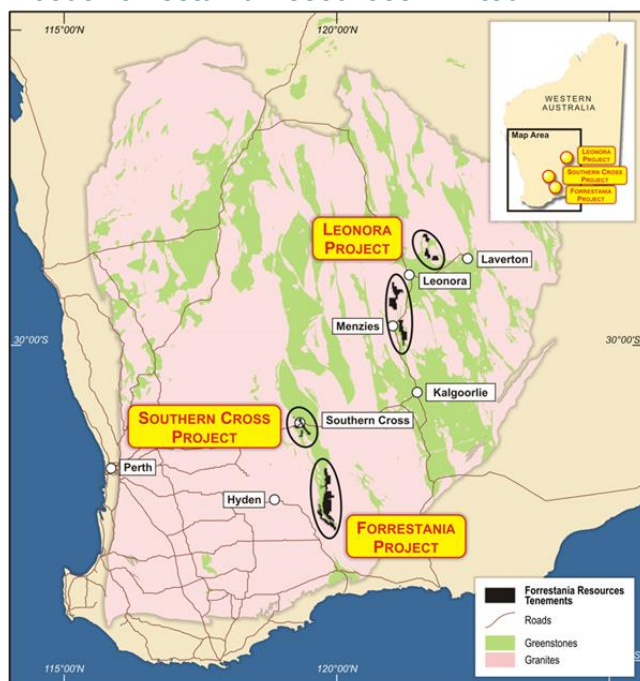 115°00'E
120°00'E
WESTERN
AUSTRALIA
Map Area
LEONORA
PROJECT
SOUTHERN CROSS
PROJECT
FORRESTANIA
PROJECT
LEONORA
PROJECT
Laverton
Leonora
Menzies
30°00'S
30°00'S
Kalgoorlie
SOUTHERN CROSS
PROJECT
Southern Cross
Perth
Hyden
FORRESTANIA
PROJECT
Forrestania Resources
Tenements
Roads
Greenstones
Granites
115°00'E
120°00'E